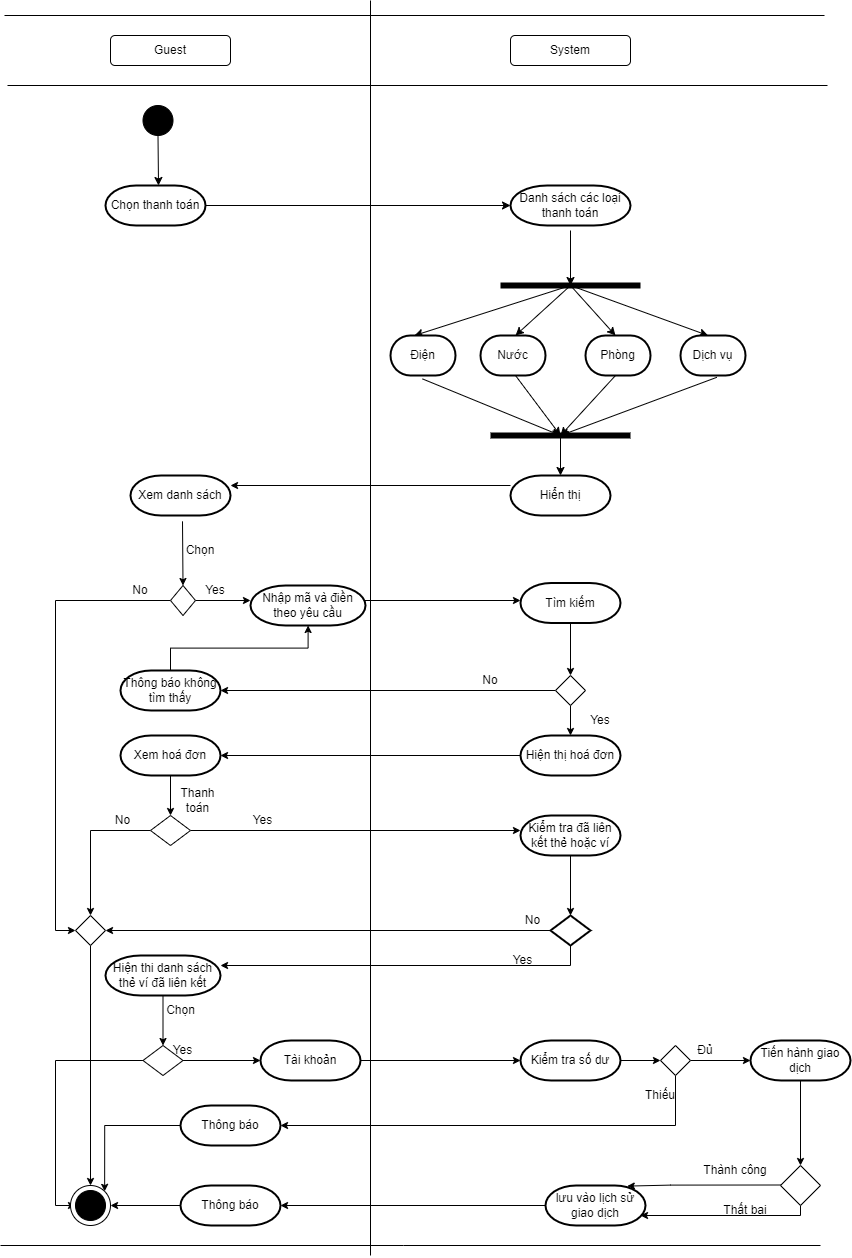 Guest
System
Chọn thanh toán
Danh sách các loại
thanh toán
Điện
Nước
Phòng
Dịch vụ
Xem danh sách
Hiển thị
Chọn
No
Yes
Nhập mã và điền
theo yêu cầu
Tìm kiếm
Thông báo không
tìm thấy
No
Yes
Xem hoá đơn
Hiện thị hoá đơn
Thanh
toán
No
Yes
Kiểm tra đã liên
kết thẻ hoặc ví
No
Yes
Hiện thi danh sách
thẻ ví đã liên kết
Chọn
Yes
Tài khoản
Kiểm tra số dư
Đủ
Tiến hành giao
dịch
Thiếu
Thông báo
Thành công
Thông báo
lưu vào lịch sử
giao dịch
Thất bai